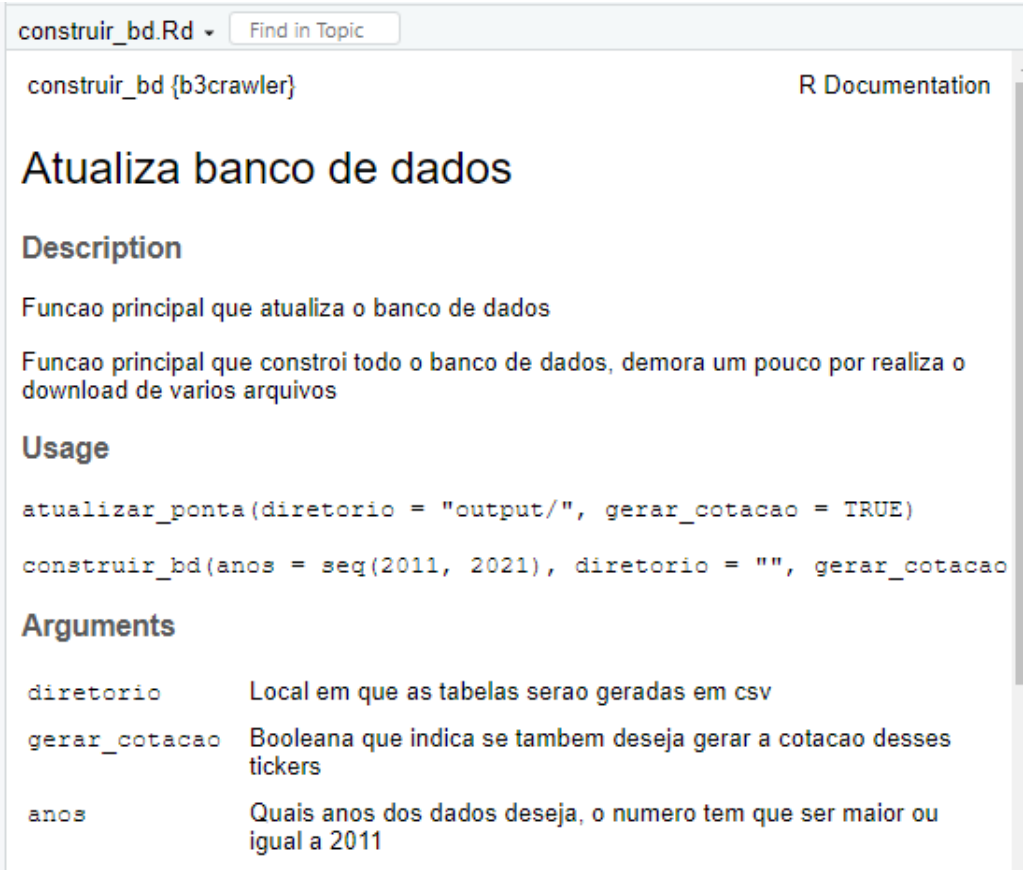 construir_bd.Rd
Find in Topic
construir_bd {b3crawler}
R Documentation
Atualiza banco de dados
Description
Funcao principal que atualiza o banco de dados
Funcao principal que constroi todo o banco de dados, demora um pouco por realiza o
download de varios arquivos
Usage
atualizar_ponta(diretorio = "output/", gerar_cotacao = TRUE)
construir_bd(anos = seq(2011, 2021), diretorio = "", gerar_cotacao
Arguments
diretorio
Local em que as tabelas serao geradas em csv
gerar_cotacao
Booleana que indica se tambem deseja gerar a cotacao desses
tickers
anos
Quais anos dos dados deseja, o numero tem que ser maior ou
igual a 2011